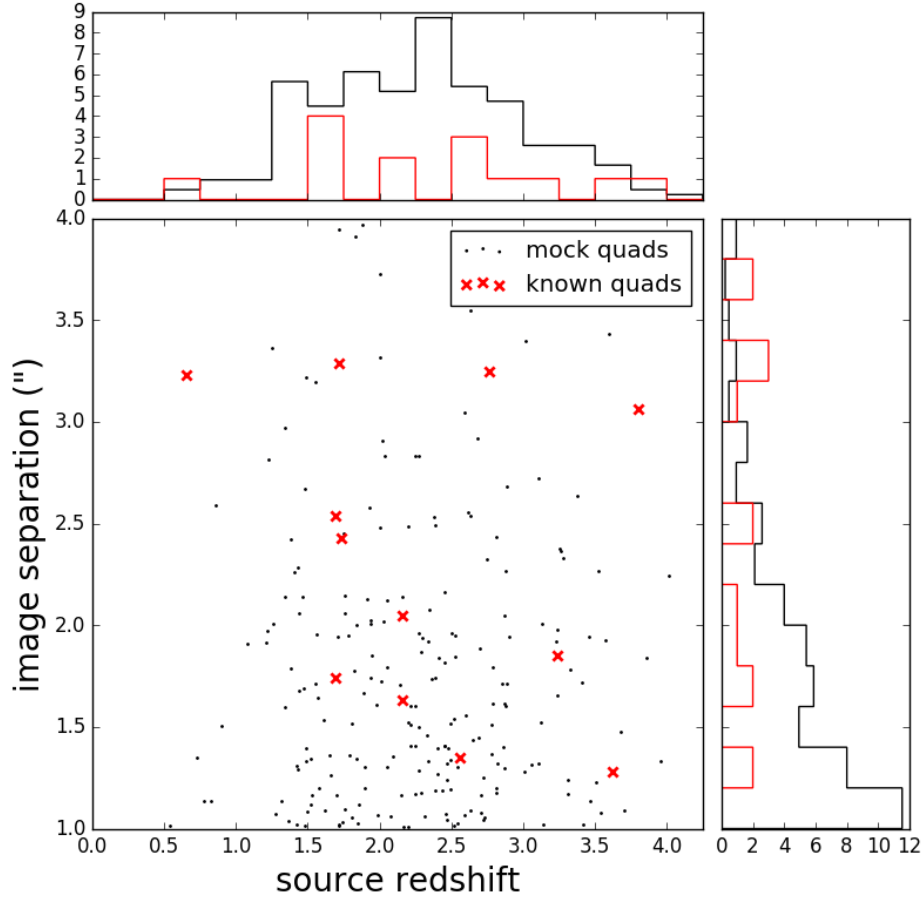 9
8
7
6
5
4
3
2
1
0
4.0
3.5
3.0
2.5
2.0
1.5
1.0
image separation (")
mock quads
known quads
0.0 0.5 1.0 1.5 2.0 2.5 3.0 3.5 4.0
source redshift
0 2 4 6 8 10 12